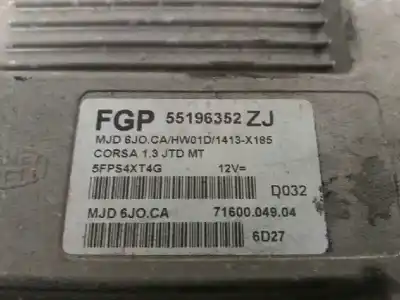 FGP 55196352 ZJ
MJD 6JO.CA/HW01D/1413-X185
CORSA 1.3 JTD MT
5FPS4XT4G 12V=
D032
MJD 6JO.CA 71600.049.04
6D27